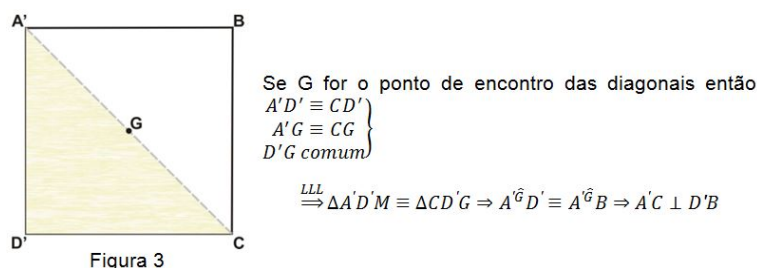 A' B
G
D' C
Figura 3
Se G for o ponto de encontro das diagonais então
A'D' ≡ CD'
A'G ≡ CG
D'G comum}
LLL
⟹ ΔA'D'M ≡ ΔCD'G ⇒ A'ĜD' ≡ A'ĜB ⇒ A'C ⊥ D'B